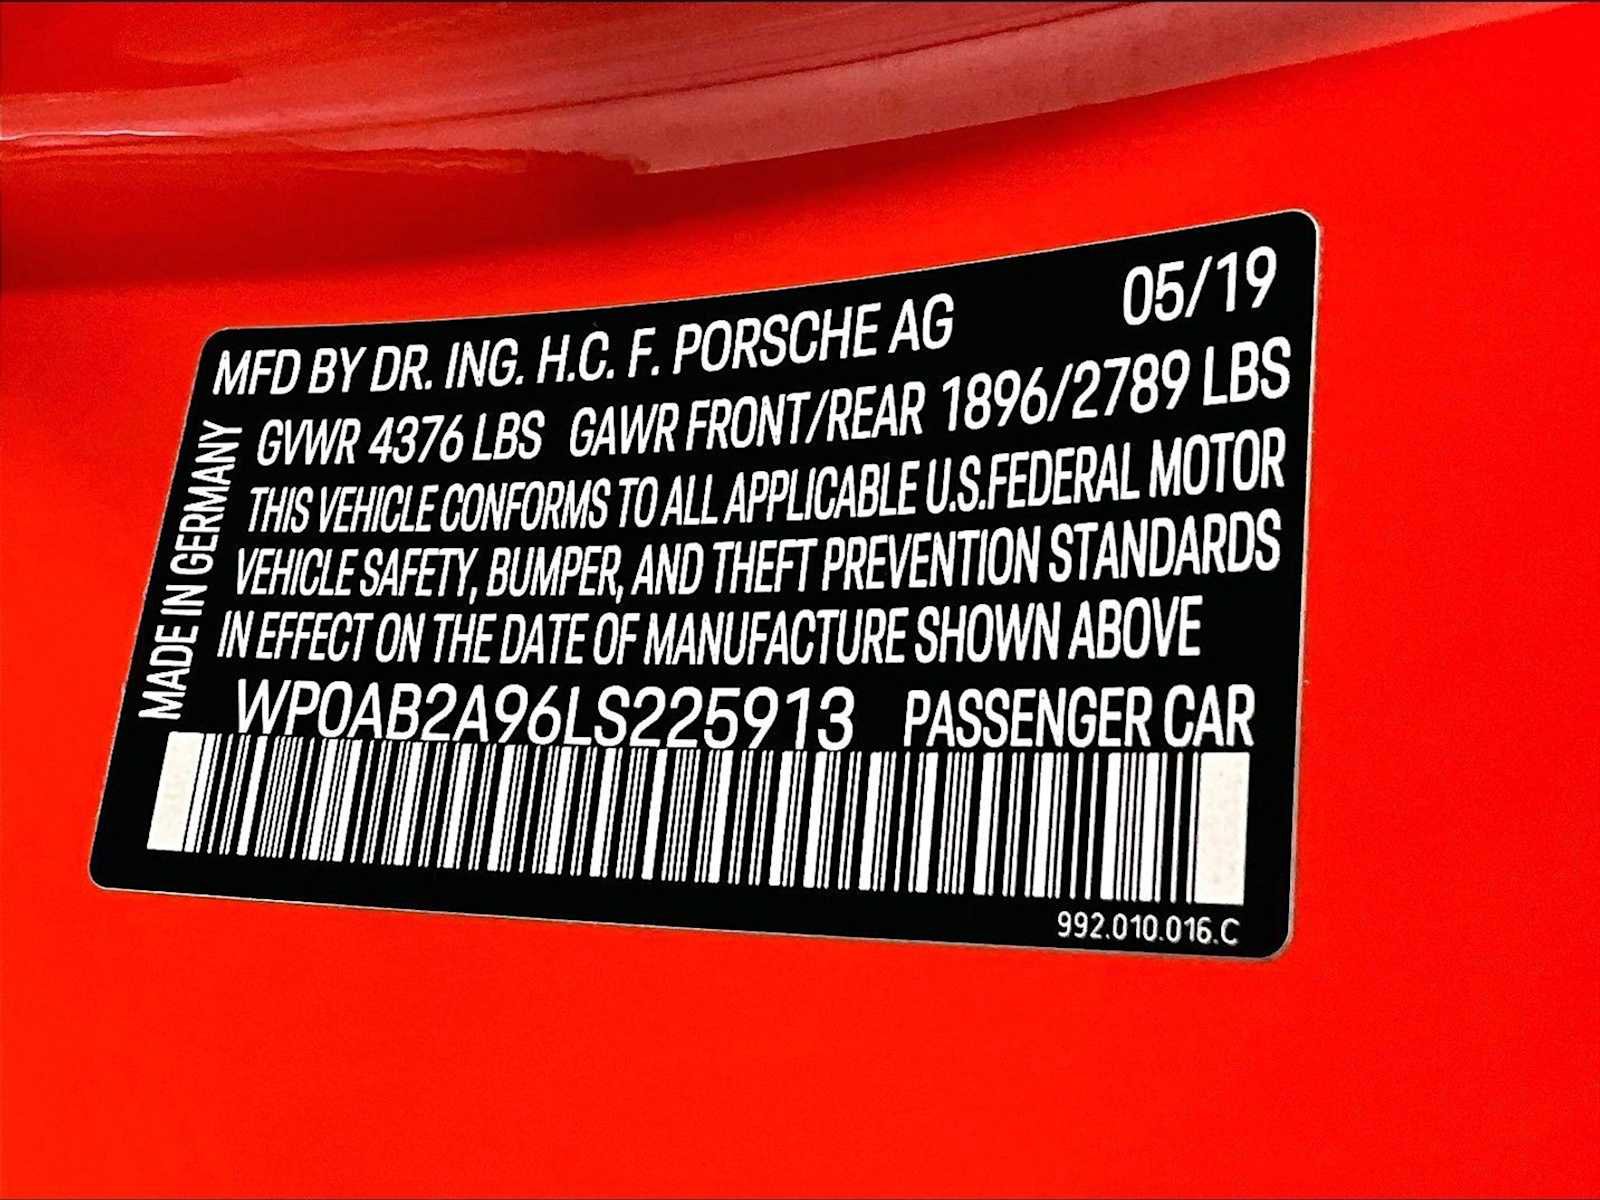 MFD BY DR. ING. H.C. F. PORSCHE AG 05/19
GVWR 4376 LBS GAWR FRONT/REAR 1896/2789 LBS
THIS VEHICLE CONFORMS TO ALL APPLICABLE U.S.FEDERAL MOTOR
VEHICLE SAFETY, BUMPER, AND THEFT PREVENTION STANDARDS
IN EFFECT ON THE DATE OF MANUFACTURE SHOWN ABOVE
WP0AB2A96LS225913 PASSENGER CAR
992.010.016.C
MADE IN GERMANY